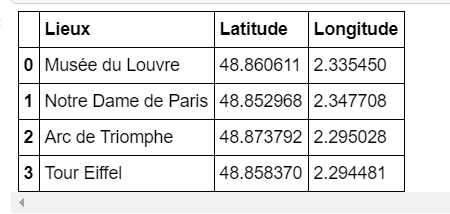 Lieux Latitude Longitude
0 Musée du Louvre 48.860611 2.335450
1 Notre Dame de Paris 48.852968 2.347708
2 Arc de Triomphe 48.873792 2.295028
3 Tour Eiffel 48.858370 2.294481